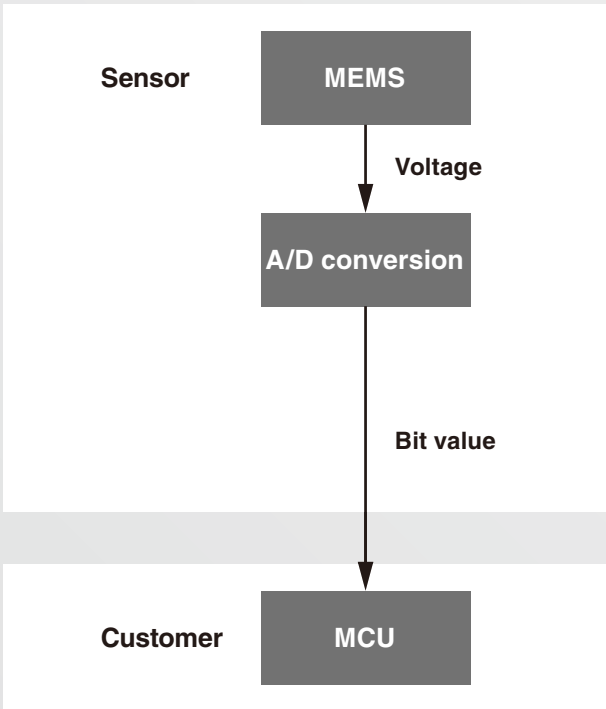 Sensor
MEMS
Voltage
A/D conversion
Bit value
Customer
MCU